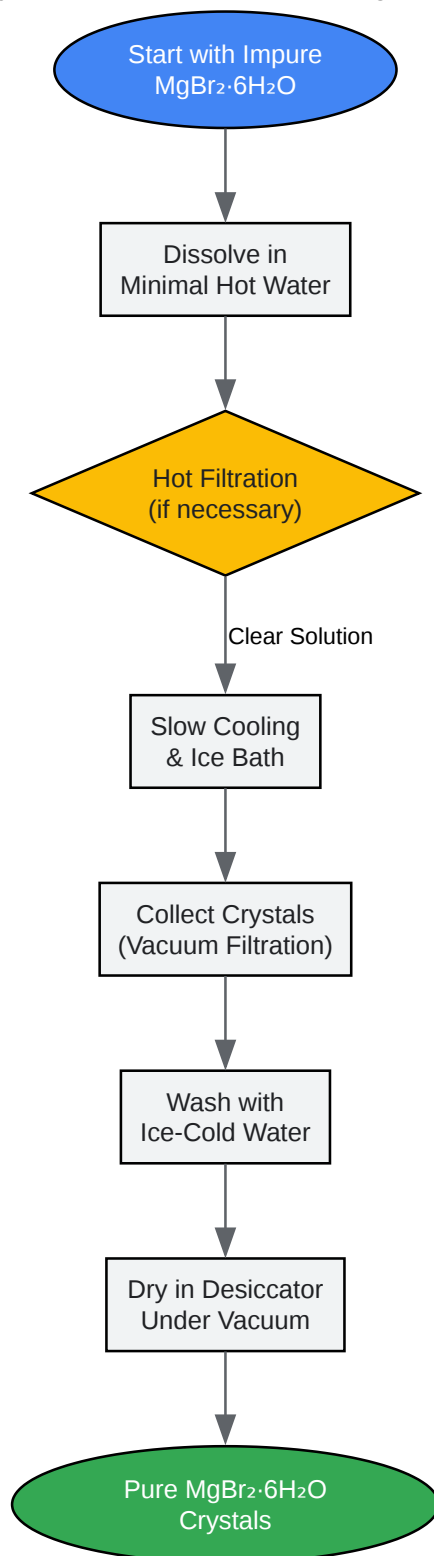 Start with Impure
MgBr₂·6H₂O
Dissolve in
Minimal Hot Water
Hot Filtration
(if necessary)
Clear Solution
Slow Cooling
& Ice Bath
Collect Crystals
(Vacuum Filtration)
Wash with
Ice-Cold Water
Dry in Desiccator
Under Vacuum
Pure MgBr₂·6H₂O
Crystals